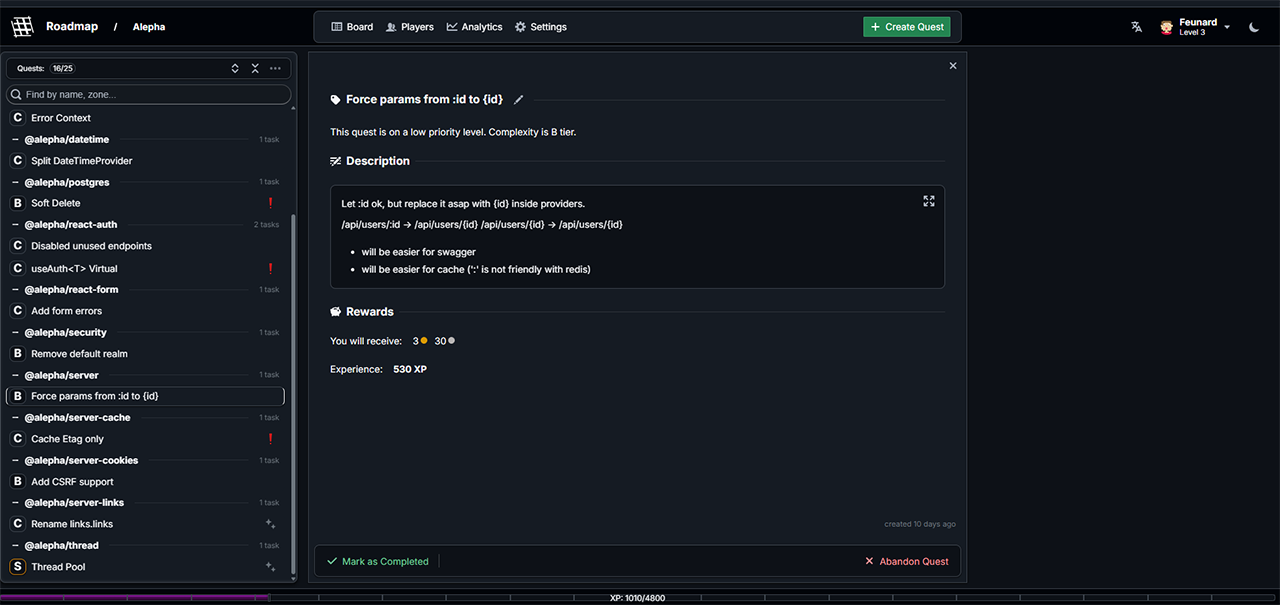 Roadmap / Alepha
Board Players Analytics Settings
+ Create Quest
Feunard
Level 3
Quests: 16/25
Find by name, zone...
C Error Context
– @alepha/datetime 1 task
C Split DateTimeProvider
– @alepha/postgres 1 task
B Soft Delete ❗
– @alepha/react-auth 2 tasks
C Disabled unused endpoints
C useAuth<T> Virtual ❗
– @alepha/react-form 1 task
C Add form errors
– @alepha/security 1 task
B Remove default realm
– @alepha/server 1 task
B Force params from :id to {id}
– @alepha/server-cache 1 task
C Cache Etag only ❗
– @alepha/server-cookies 1 task
B Add CSRF support
– @alepha/server-links 1 task
C Rename links.links
– @alepha/thread 1 task
S Thread Pool
Force params from :id to {id}
This quest is on a low priority level. Complexity is B tier.
Description
Let :id ok, but replace it asap with {id} inside providers.
/api/users/:id → /api/users/{id} /api/users/{id} → /api/users/{id}
• will be easier for swagger
• will be easier for cache (':' is not friendly with redis)
Rewards
You will receive: 3 30
Experience: 530 XP
created 10 days ago
Mark as Completed
Abandon Quest
XP: 1010/4800